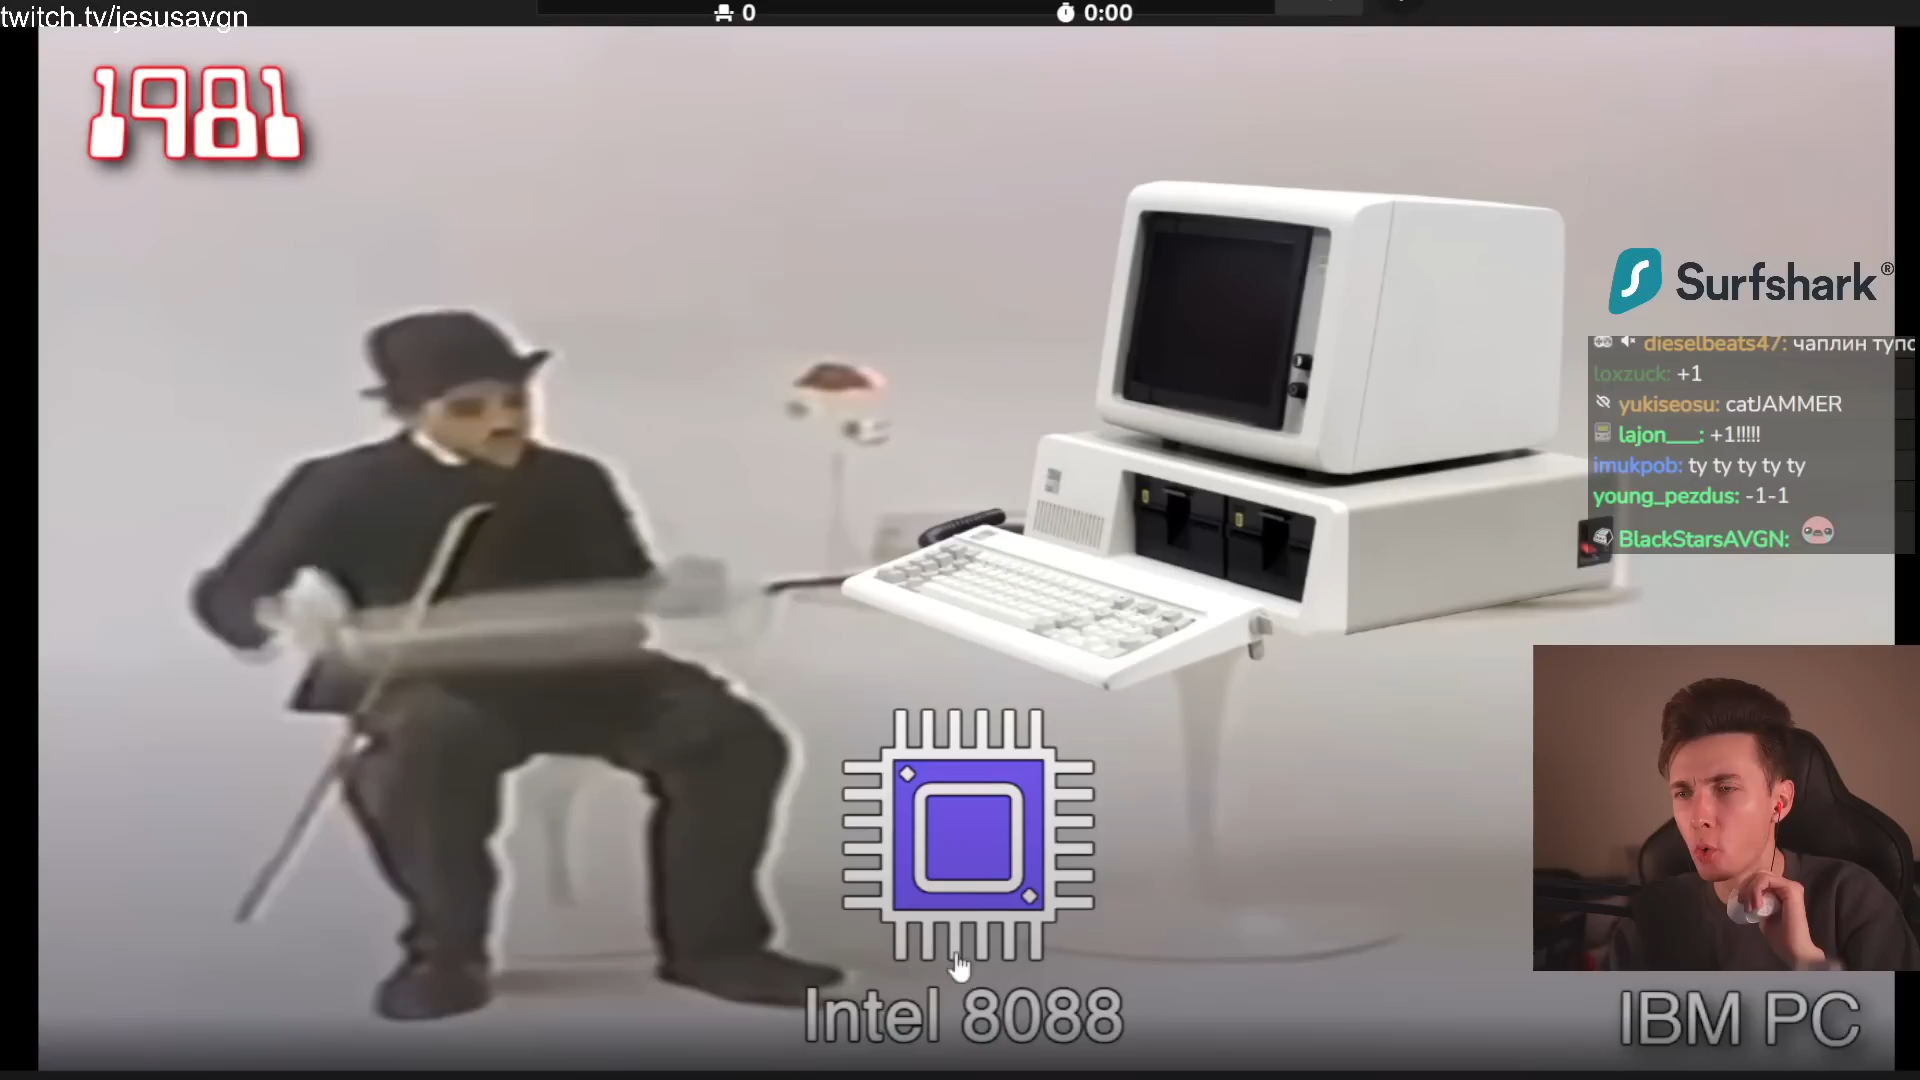 twitch.tv/jesusavgn
0
0:00
1981
Surfshark®
dieselbeats47: чаплин тупо
loxzuck: +1
yukiseosu: catJAMMER
lajon___: +1!!!!!
imukpob: ty ty ty ty ty
young_pezdus: -1-1
BlackStarsAVGN:
Intel 8088
IBM PC